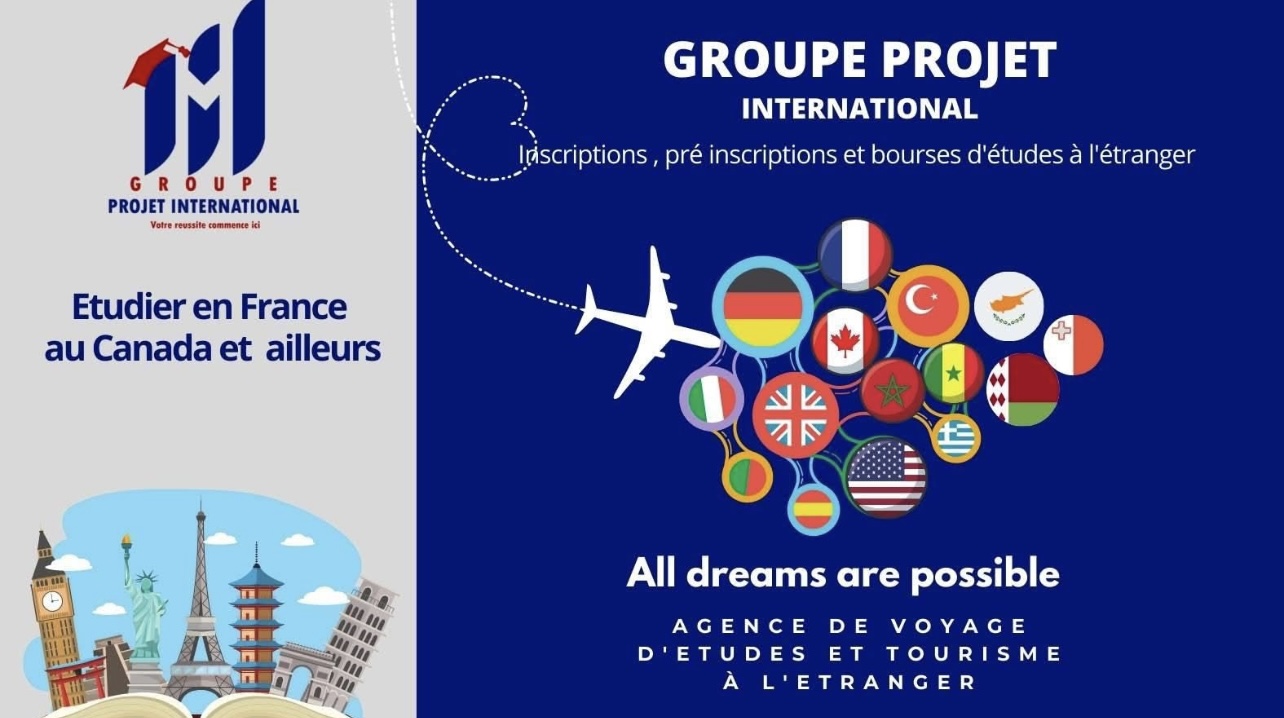 GROUPE
PROJET INTERNATIONAL
Votre reussite commence ici
Etudier en France
au Canada et ailleurs
GROUPE PROJET
INTERNATIONAL
Inscriptions , pré inscriptions et bourses d'études à l'étranger
All dreams are possible
AGENCE DE VOYAGE
D'ETUDES ET TOURISME
À L'ETRANGER